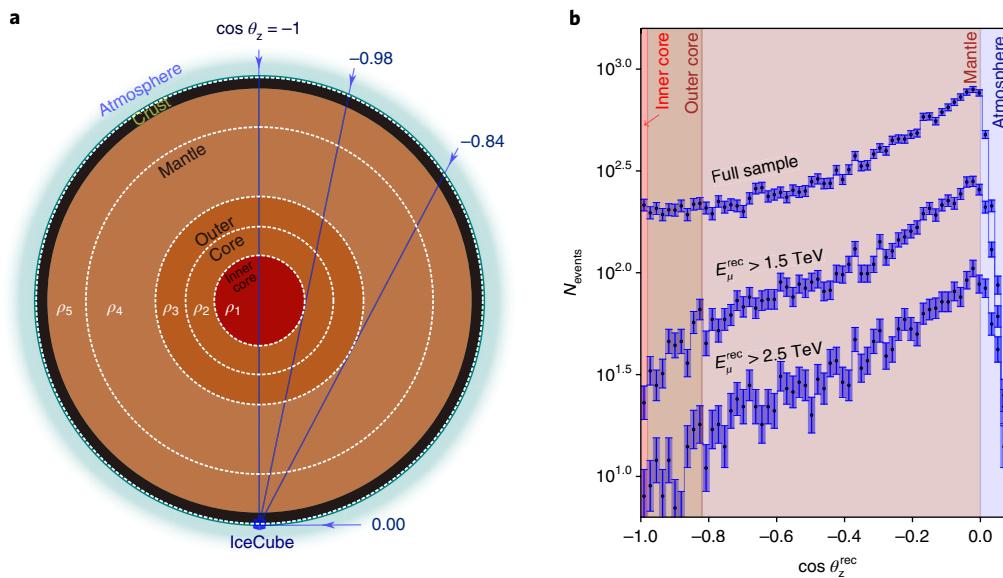 a
cos θz = −1
−0.98
−0.84
Atmosphere
Crust
Mantle
Outer
Core
Inner
core
ρ5
ρ4
ρ3
ρ2
ρ1
0.00
IceCube
b
Inner core
Outer core
Mantle
Atmosphere
10^3.0
10^2.5
10^2.0
10^1.5
10^1.0
N_events
Full sample
E_μ^rec > 1.5 TeV
E_μ^rec > 2.5 TeV
−1.0
−0.8
−0.6
−0.4
−0.2
0.0
cos θ_z^rec